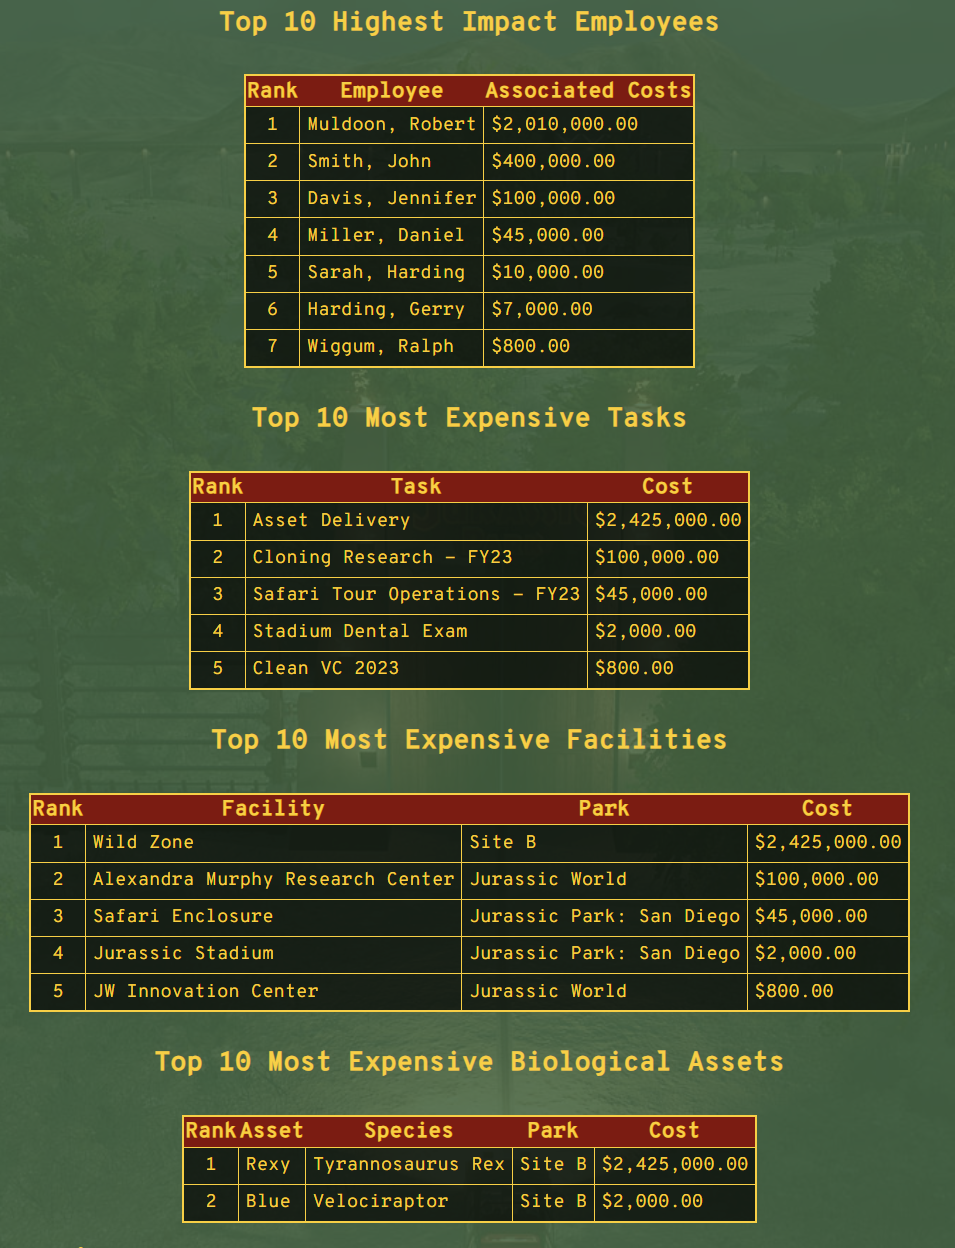 Top 10 Highest Impact Employees
Rank Employee Associated Costs
1 Muldoon, Robert $2,010,000.00
2 Smith, John $400,000.00
3 Davis, Jennifer $100,000.00
4 Miller, Daniel $45,000.00
5 Sarah, Harding $10,000.00
6 Harding, Gerry $7,000.00
7 Wiggum, Ralph $800.00
Top 10 Most Expensive Tasks
Rank Task Cost
1 Asset Delivery $2,425,000.00
2 Cloning Research – FY23 $100,000.00
3 Safari Tour Operations – FY23 $45,000.00
4 Stadium Dental Exam $2,000.00
5 Clean VC 2023 $800.00
Top 10 Most Expensive Facilities
Rank Facility Park Cost
1 Wild Zone Site B $2,425,000.00
2 Alexandra Murphy Research Center Jurassic World $100,000.00
3 Safari Enclosure Jurassic Park: San Diego $45,000.00
4 Jurassic Stadium Jurassic Park: San Diego $2,000.00
5 JW Innovation Center Jurassic World $800.00
Top 10 Most Expensive Biological Assets
Rank Asset Species Park Cost
1 Rexy Tyrannosaurus Rex Site B $2,425,000.00
2 Blue Velociraptor Site B $2,000.00